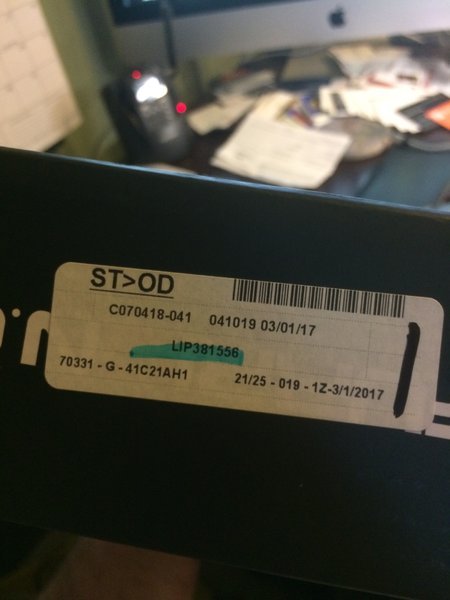 ST>OD
C070418-041 041019 03/01/17
LIP381556
70331 - G - 41C21AH1 21/25 - 019 - 1Z-3/1/2017